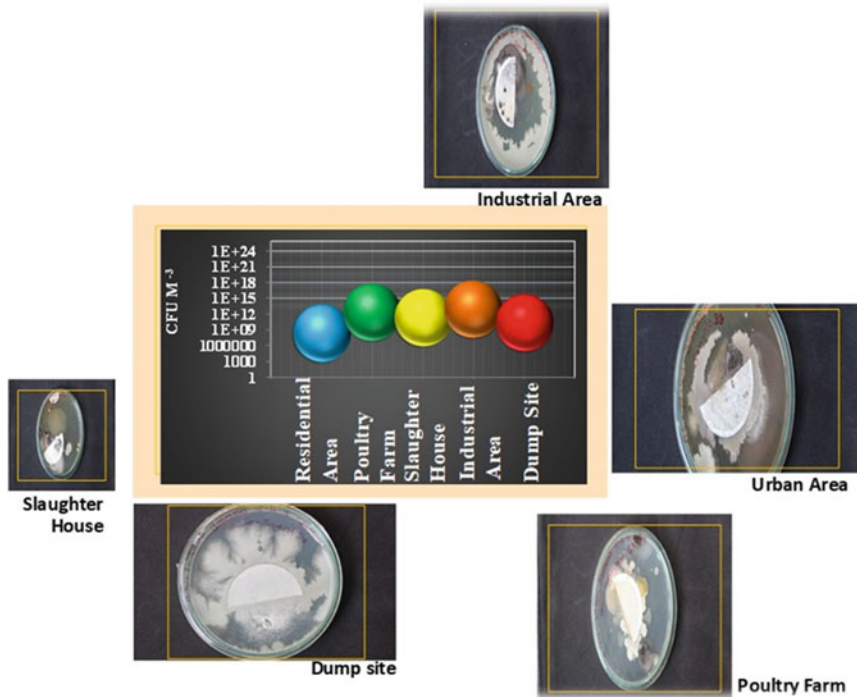 Industrial Area
1E+24
1E+21
1E+18
1E+15
1E+12
1E+09
1000000
1000
1
CFU M⁻³
Residential
Area
Poultry
Farm
Slaughter
House
Industrial
Area
Dump Site
Urban Area
Slaughter
House
Dump site
Poultry Farm